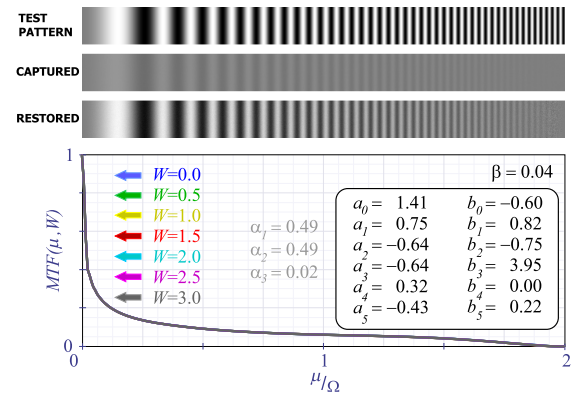 TEST PATTERN
CAPTURED
RESTORED
1
MTF(μ,W)
0
W=0.0
W=0.5
W=1.0
W=1.5
W=2.0
W=2.5
W=3.0
α₁ = 0.49
α₂ = 0.49
α₃ = 0.02
β = 0.04
a₀ = 1.41 b₀ = −0.60
a₁ = 0.75 b₁ = 0.82
a₂ = −0.64 b₂ = −0.75
a₃ = −0.64 b₃ = 3.95
a₄ = 0.32 b₄ = 0.00
a₅ = −0.43 b₅ = 0.22
0 1 2
μ/Ω